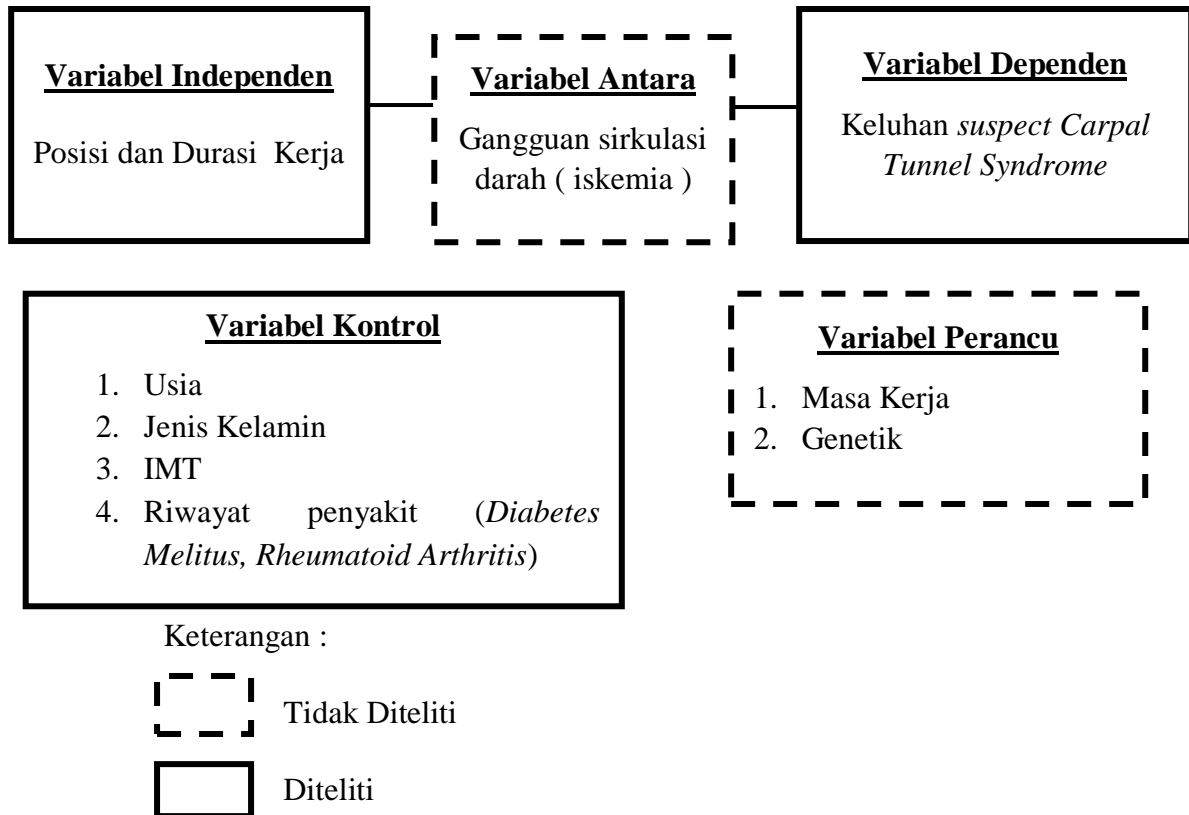 Variabel Independen
Posisi dan Durasi Kerja
Variabel Antara
Gangguan sirkulasi
darah ( iskemia )
Variabel Dependen
Keluhan suspect Carpal
Tunnel Syndrome
Variabel Kontrol
1. Usia
2. Jenis Kelamin
3. IMT
4. Riwayat penyakit (Diabetes
Melitus, Rheumatoid Arthritis)
Variabel Perancu
1. Masa Kerja
2. Genetik
Keterangan :
Tidak Diteliti
Diteliti